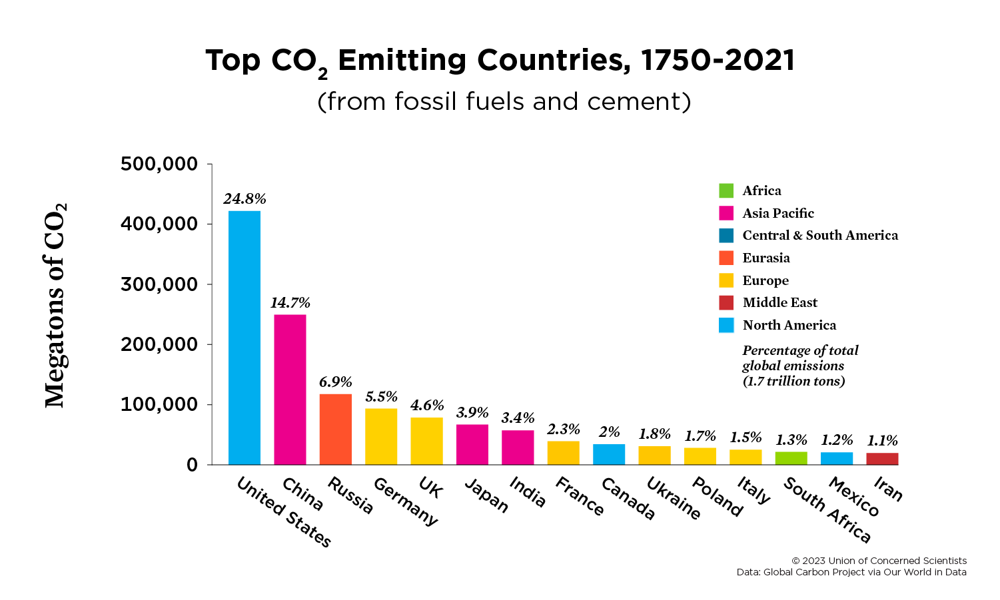 Top CO₂ Emitting Countries, 1750-2021
(from fossil fuels and cement)
Megatons of CO₂
500,000
400,000
300,000
200,000
100,000
0
24.8%
14.7%
6.9%
5.5%
4.6%
3.9%
3.4%
2.3%
2%
1.8%
1.7%
1.5%
1.3%
1.2%
1.1%
United States
China
Russia
Germany
UK
Japan
India
France
Canada
Ukraine
Poland
Italy
South Africa
Mexico
Iran
Africa
Asia Pacific
Central & South America
Eurasia
Europe
Middle East
North America
Percentage of total
global emissions
(1.7 trillion tons)
© 2023 Union of Concerned Scientists
Data: Global Carbon Project via Our World in Data